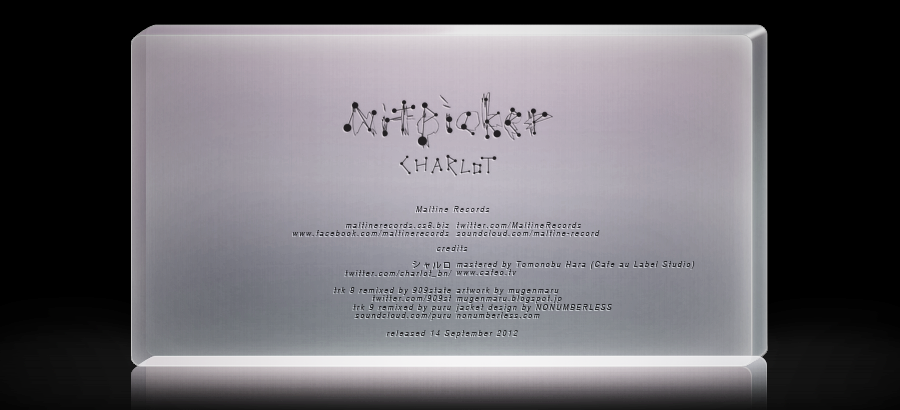 nitpicker
CHARLOT
Maltine Records
maltinerecords.cs8.biz twitter.com/MaltineRecords
www.facebook.com/maltinerecords soundcloud.com/maltine-record
credits
シャルロ mastered by Tomonobu Hara (Cafe au Label Studio)
twitter.com/charlot_bn/ www.cafeo.tv
trk 8 remixed by 909state artwork by mugenmaru
twitter.com/909st mugenmaru.blogspot.jp
trk 9 remixed by puru jacket design by NONUMBERLESS
soundcloud.com/puru nonumberless.com
released 14 September 2012